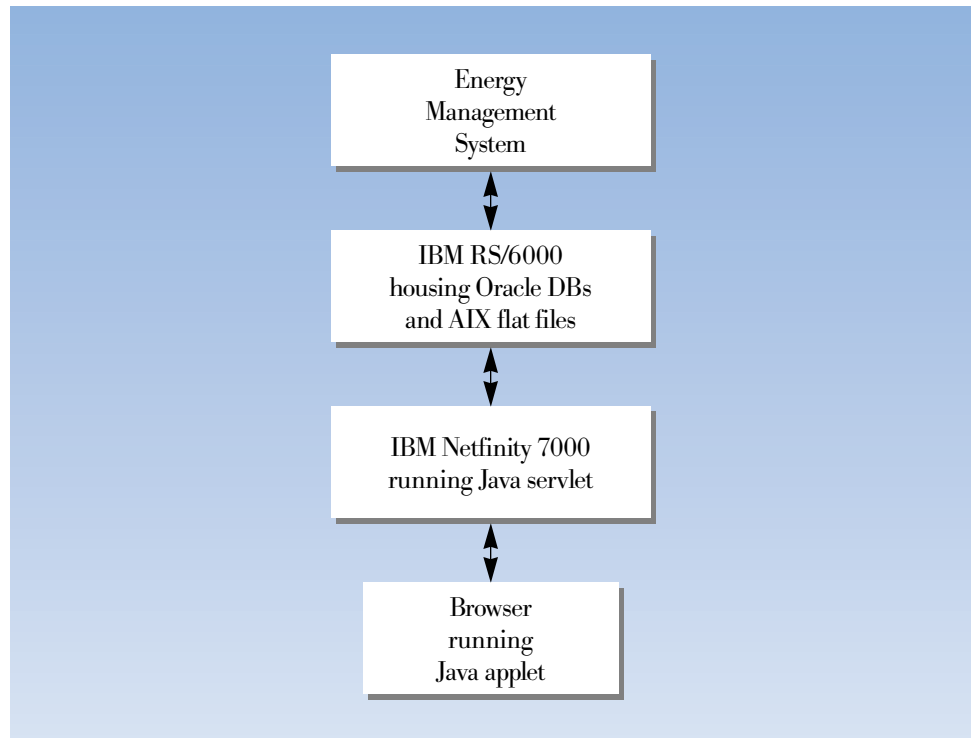 Energy
Management
System
IBM RS/6000
housing Oracle DBs
and AIX flat files
IBM Netfinity 7000
running Java servlet
Browser
running
Java applet